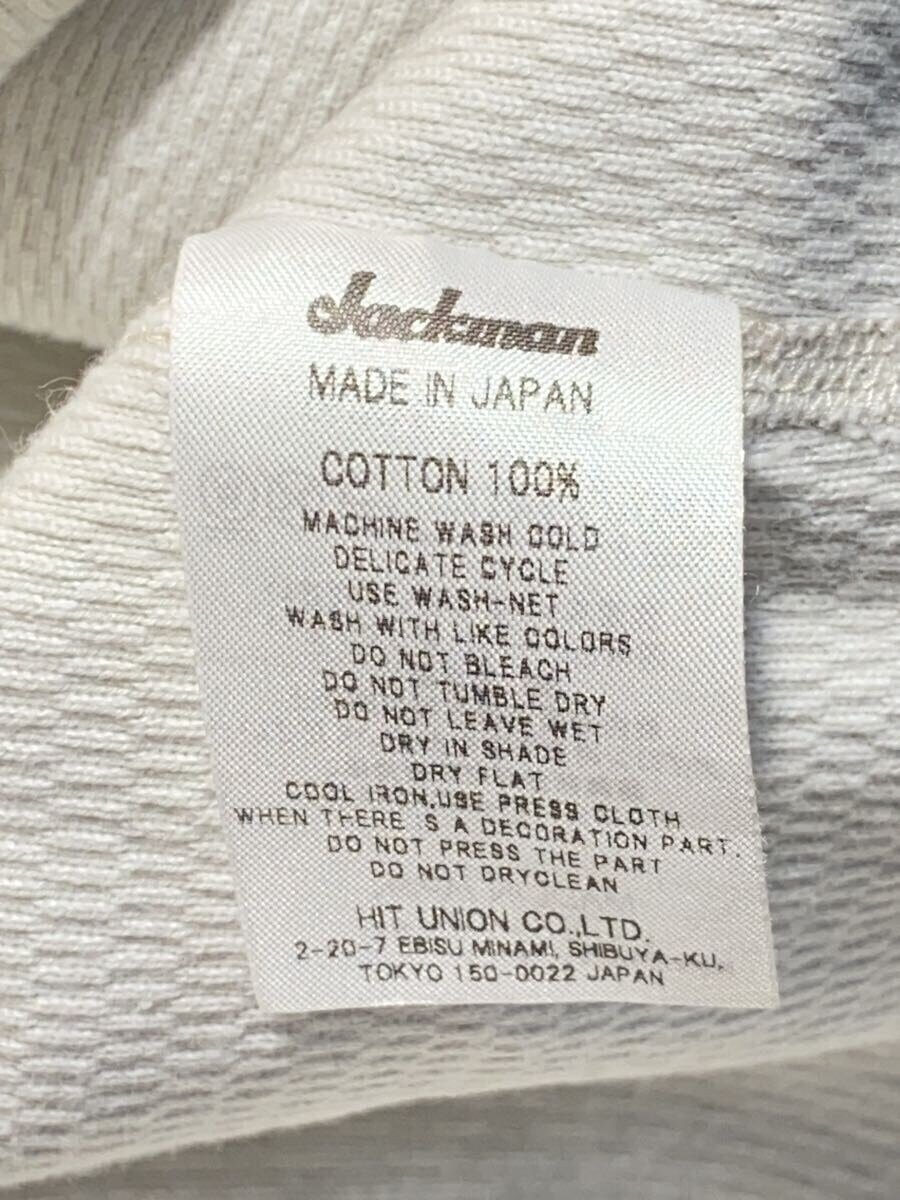 Jackman
MADE IN JAPAN
COTTON 100%
MACHINE WASH COLD
DELICATE CYCLE
USE WASH-NET
WASH WITH LIKE COLORS
DO NOT BLEACH
DO NOT TUMBLE DRY
DO NOT LEAVE WET
DRY IN SHADE
DRY FLAT
COOL IRON.USE PRESS CLOTH
WHEN THERE S A DECORATION PART.
DO NOT PRESS THE PART
DO NOT DRYCLEAN
HIT UNION CO.,LTD.
2-20-7 EBISU MINAMI, SHIBUYA-KU,
TOKYO 150-0022 JAPAN